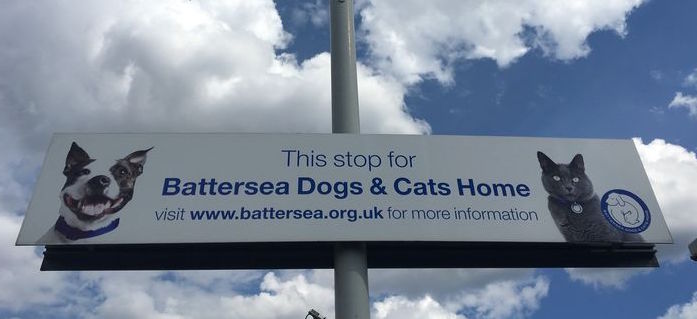 This stop for
Battersea Dogs & Cats Home
visit www.battersea.org.uk for more information